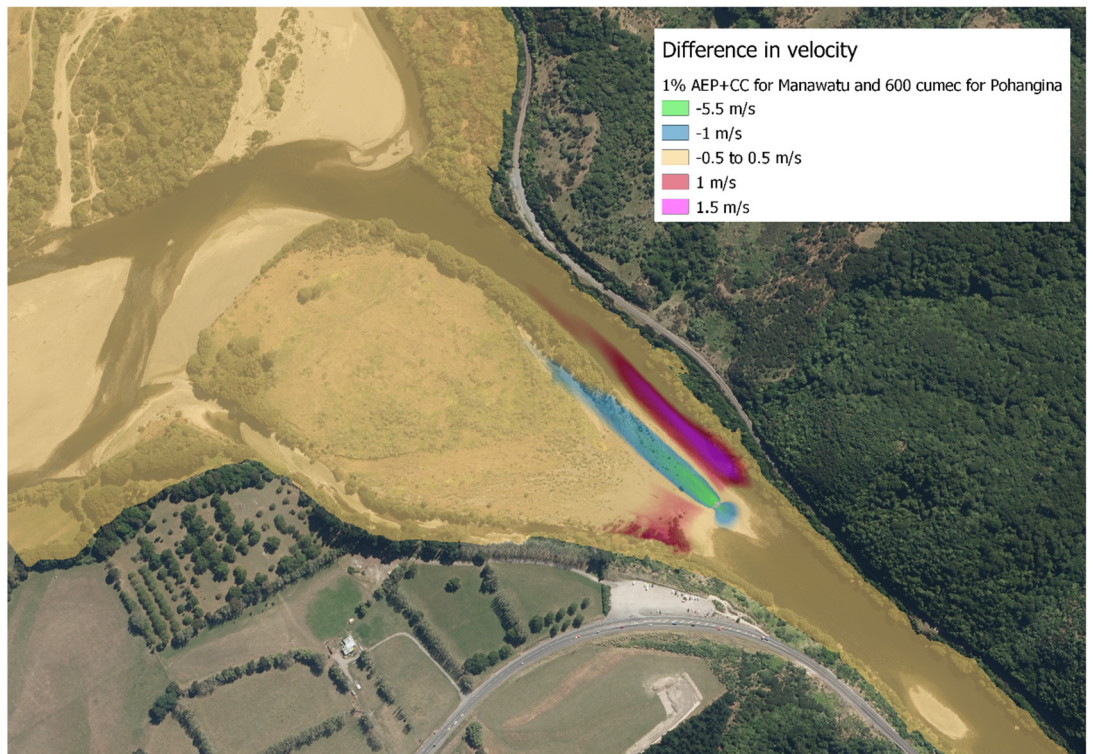 Difference in velocity
1% AEP+CC for Manawatu and 600 cumec for Pohangina
-5.5 m/s
-1 m/s
-0.5 to 0.5 m/s
1 m/s
1.5 m/s